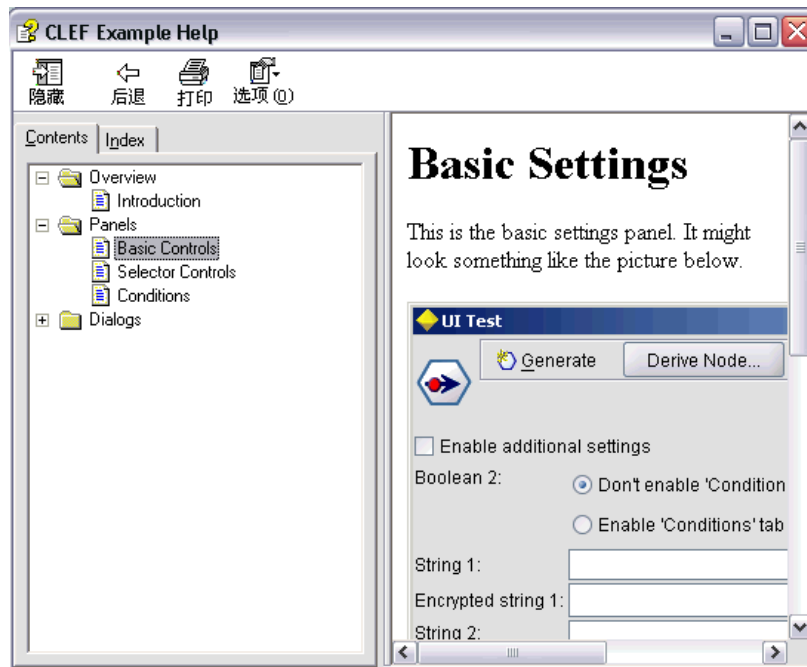 CLEF Example Help
隐藏 后退 打印 选项(O)
Contents Index
Overview
Introduction
Panels
Basic Controls
Selector Controls
Conditions
Dialogs
Basic Settings
This is the basic settings panel. It might
look something like the picture below.
UI Test
Generate Derive Node...
Enable additional settings
Boolean 2: Don't enable 'Condition
Enable 'Conditions' tab
String 1:
Encrypted string 1:
String 2: